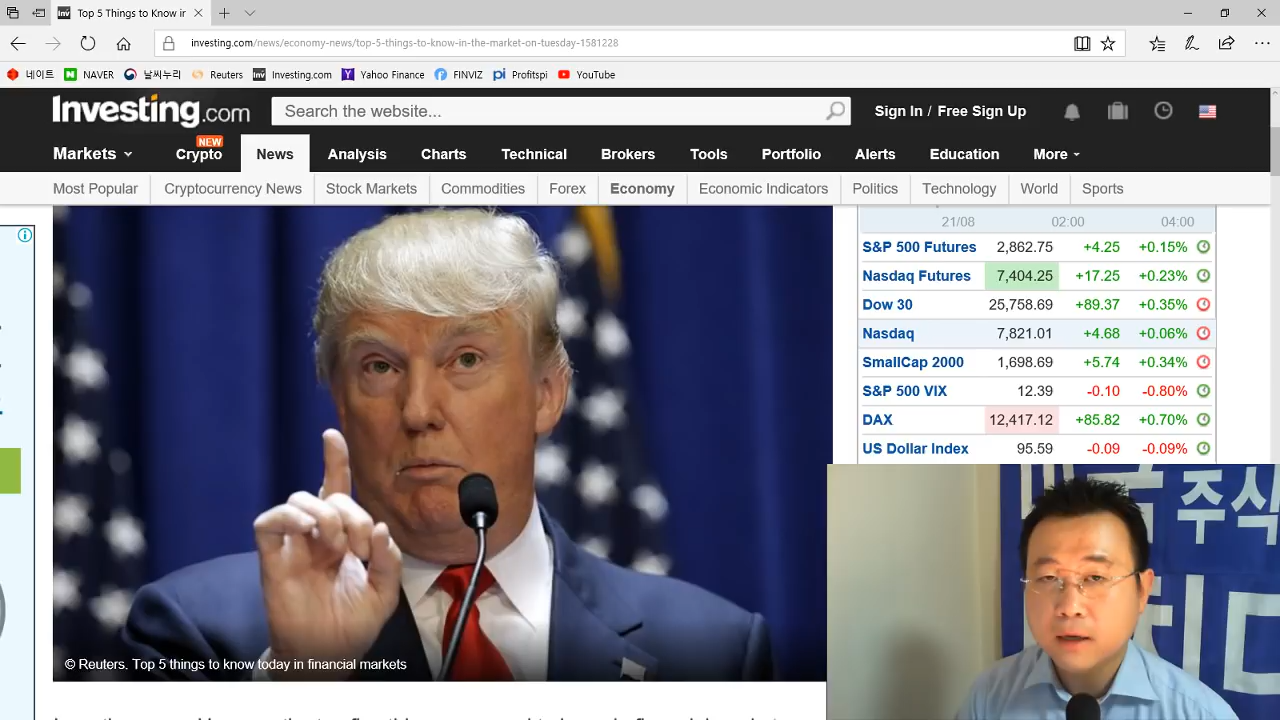 Top 5 Things to Know in
investing.com/news/economy-news/top-5-things-to-know-in-the-market-on-tuesday-1581228
네이트 NAVER 날씨누리 Reuters Investing.com Yahoo Finance FINVIZ Profitspi YouTube
Investing.com Search the website... Sign In / Free Sign Up
NEW
Markets Crypto News Analysis Charts Technical Brokers Tools Portfolio Alerts Education More
Most Popular Cryptocurrency News Stock Markets Commodities Forex Economy Economic Indicators Politics Technology World Sports
21/08 02:00 04:00
S&P 500 Futures 2,862.75 +4.25 +0.15%
Nasdaq Futures 7,404.25 +17.25 +0.23%
Dow 30 25,758.69 +89.37 +0.35%
Nasdaq 7,821.01 +4.68 +0.06%
SmallCap 2000 1,698.69 +5.74 +0.34%
S&P 500 VIX 12.39 -0.10 -0.80%
DAX 12,417.12 +85.82 +0.70%
US Dollar Index 95.59 -0.09 -0.09%
주식
© Reuters. Top 5 things to know today in financial markets